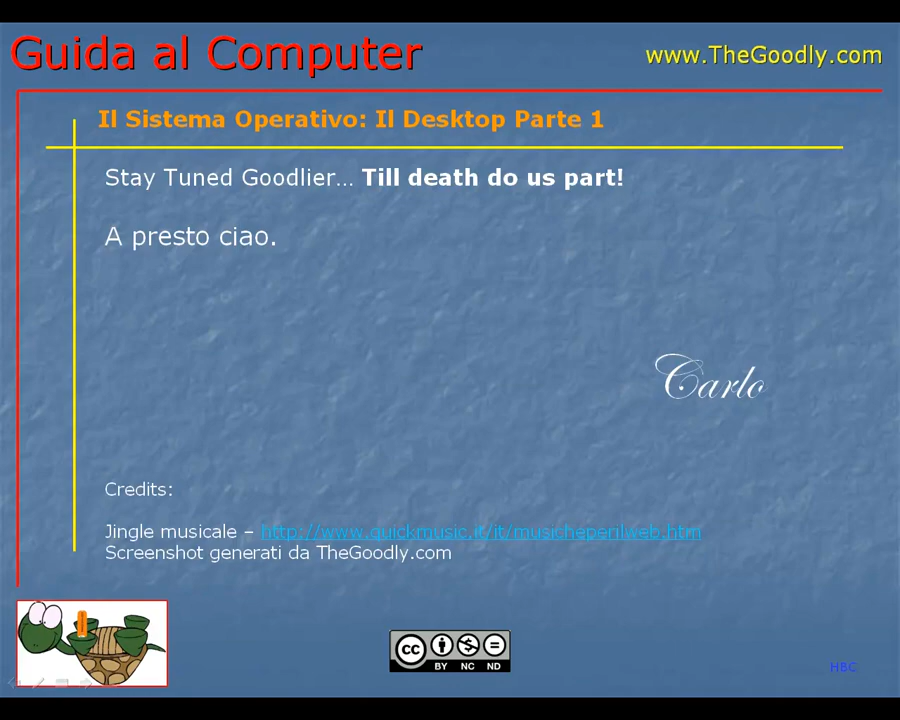 Guida al Computer
www.TheGoodly.com
Il Sistema Operativo: Il Desktop Parte 1
Stay Tuned Goodlier... Till death do us part!
A presto ciao.
Carlo
Credits:
Jingle musicale – http://www.quickmusic.it/it/musicheperilweb.htm
Screenshot generati da TheGoodly.com
cc
BY NC ND
HBC